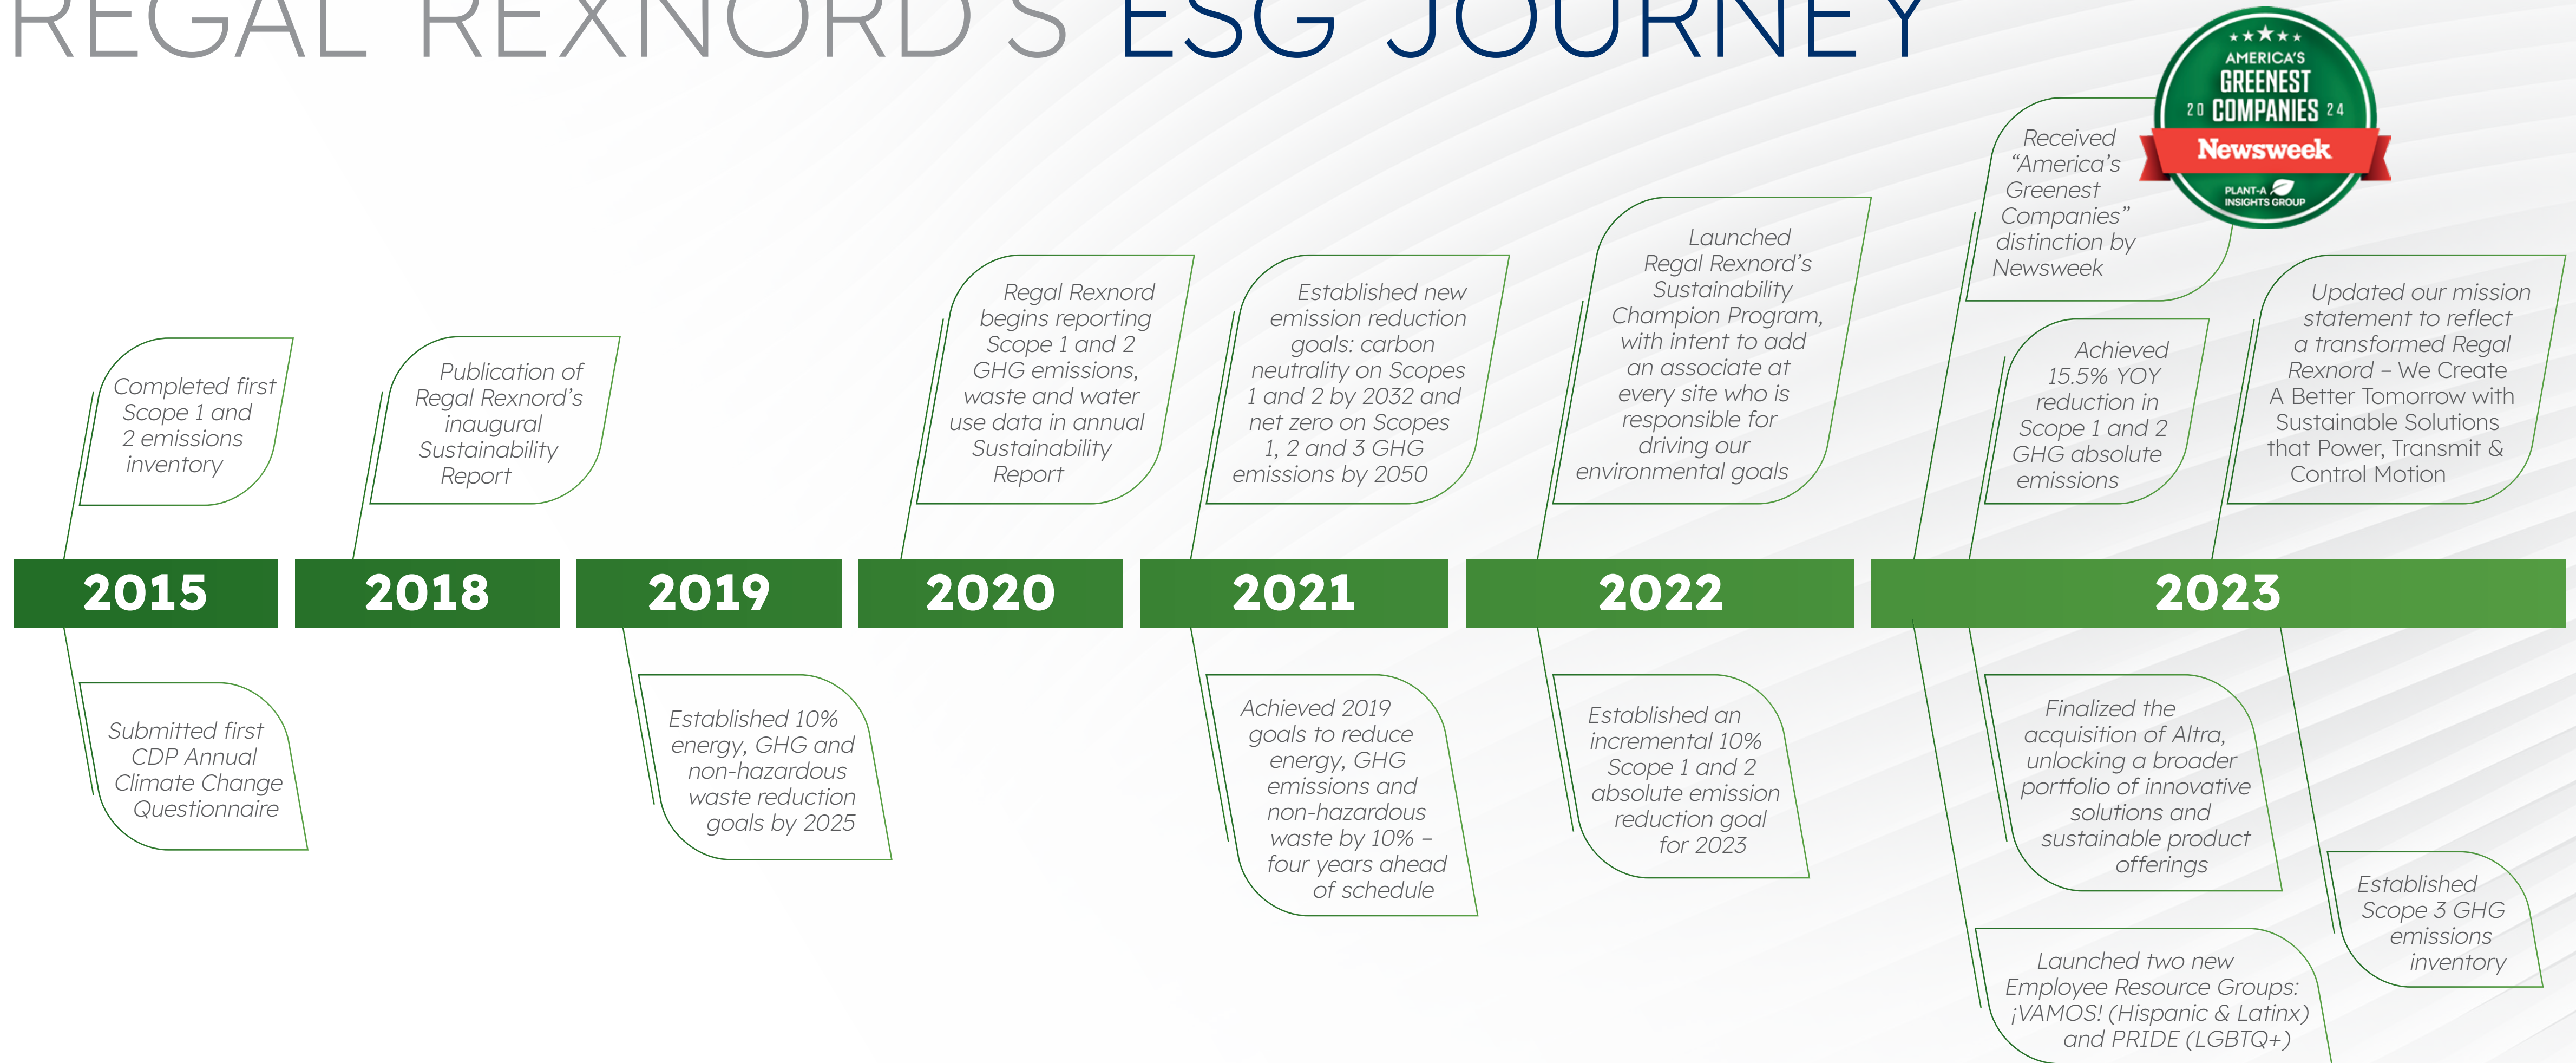 REGAL REXNORD'S ESG JOURNEY
★★★★★
AMERICA'S
GREENEST
20 COMPANIES 24
Newsweek
PLANT-A
INSIGHTS GROUP
Completed first
Scope 1 and
2 emissions
inventory
Publication of
Regal Rexnord’s
inaugural
Sustainability
Report
Regal Rexnord
begins reporting
Scope 1 and 2
GHG emissions,
waste and water
use data in annual
Sustainability
Report
Established new
emission reduction
goals: carbon
neutrality on Scopes
1 and 2 by 2032 and
net zero on Scopes
1, 2 and 3 GHG
emissions by 2050
Launched
Regal Rexnord’s
Sustainability
Champion Program,
with intent to add
an associate at
every site who is
responsible for
driving our
environmental goals
Received
“America’s
Greenest
Companies”
distinction by
Newsweek
Achieved
15.5% YOY
reduction in
Scope 1 and 2
GHG absolute
emissions
Updated our mission
statement to reflect
a transformed Regal
Rexnord – We Create
A Better Tomorrow with
Sustainable Solutions
that Power, Transmit &
Control Motion
2015
2018
2019
2020
2021
2022
2023
Submitted first
CDP Annual
Climate Change
Questionnaire
Established 10%
energy, GHG and
non-hazardous
waste reduction
goals by 2025
Achieved 2019
goals to reduce
energy, GHG
emissions and
non-hazardous
waste by 10% –
four years ahead
of schedule
Established an
incremental 10%
Scope 1 and 2
absolute emission
reduction goal
for 2023
Finalized the
acquisition of Altra,
unlocking a broader
portfolio of innovative
solutions and
sustainable product
offerings
Established
Scope 3 GHG
emissions
inventory
Launched two new
Employee Resource Groups:
¡VAMOS! (Hispanic & Latinx)
and PRIDE (LGBTQ+)